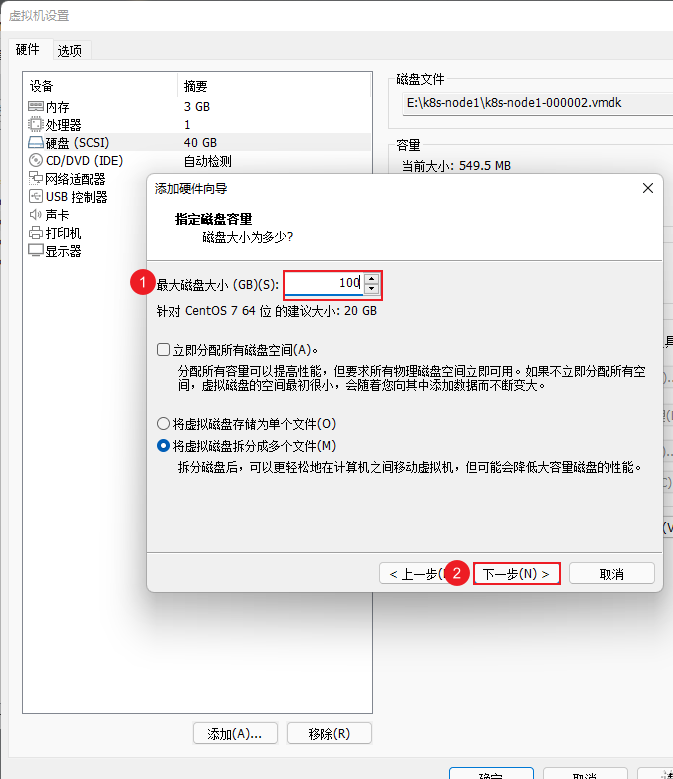 虚拟机设置
硬件 选项
设备 摘要
内存 3 GB
处理器 1
硬盘 (SCSI) 40 GB
CD/DVD (IDE) 自动检测
网络适配器
USB 控制器
声卡
打印机
显示器
磁盘文件
E:\k8s-node1\k8s-node1-000002.vmdk
容量
当前大小: 549.5 MB
添加硬件向导
指定磁盘容量
磁盘大小为多少?
1 最大磁盘大小 (GB)(S): 100
针对 CentOS 7 64 位 的建议大小: 20 GB
立即分配所有磁盘空间(A)。
分配所有容量可以提高性能，但要求所有物理磁盘空间立即可用。如果不立即分配所有空
间，虚拟磁盘的空间最初很小，会随着您向其中添加数据而不断变大。
将虚拟磁盘存储为单个文件(O)
将虚拟磁盘拆分成多个文件(M)
拆分磁盘后，可以更轻松地在计算机之间移动虚拟机，但可能会降低大容量磁盘的性能。
< 上一步( 2 下一步(N) > 取消
添加(A)... 移除(R)
确定 取消